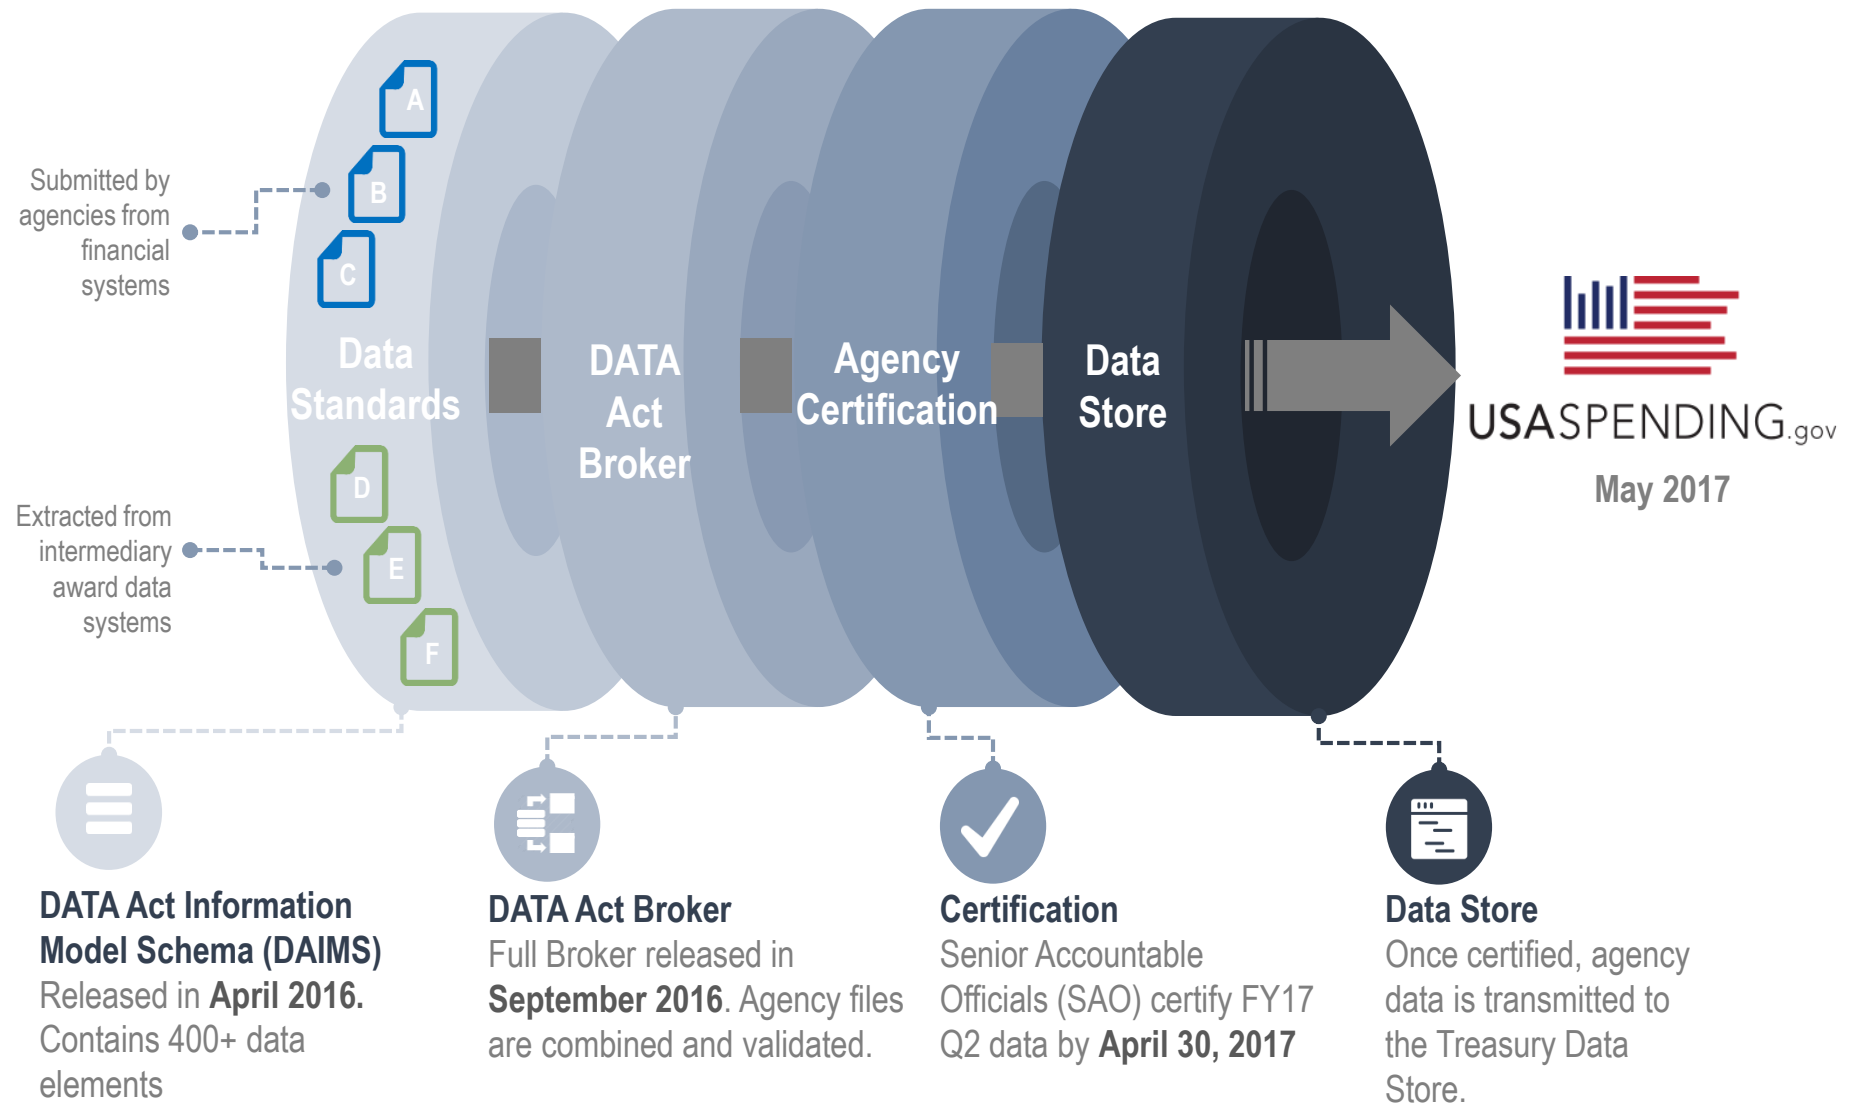 A
B
C
Submitted by
agencies from
financial
systems
Data
Standards
DATA
Act
Broker
Agency
Certification
Data
Store
USASPENDING.gov
May 2017
D
E
F
Extracted from
intermediary
award data
systems
DATA Act Information
Model Schema (DAIMS)
Released in April 2016.
Contains 400+ data
elements
DATA Act Broker
Full Broker released in
September 2016. Agency files
are combined and validated.
Certification
Senior Accountable
Officials (SAO) certify FY17
Q2 data by April 30, 2017
Data Store
Once certified, agency
data is transmitted to
the Treasury Data
Store.